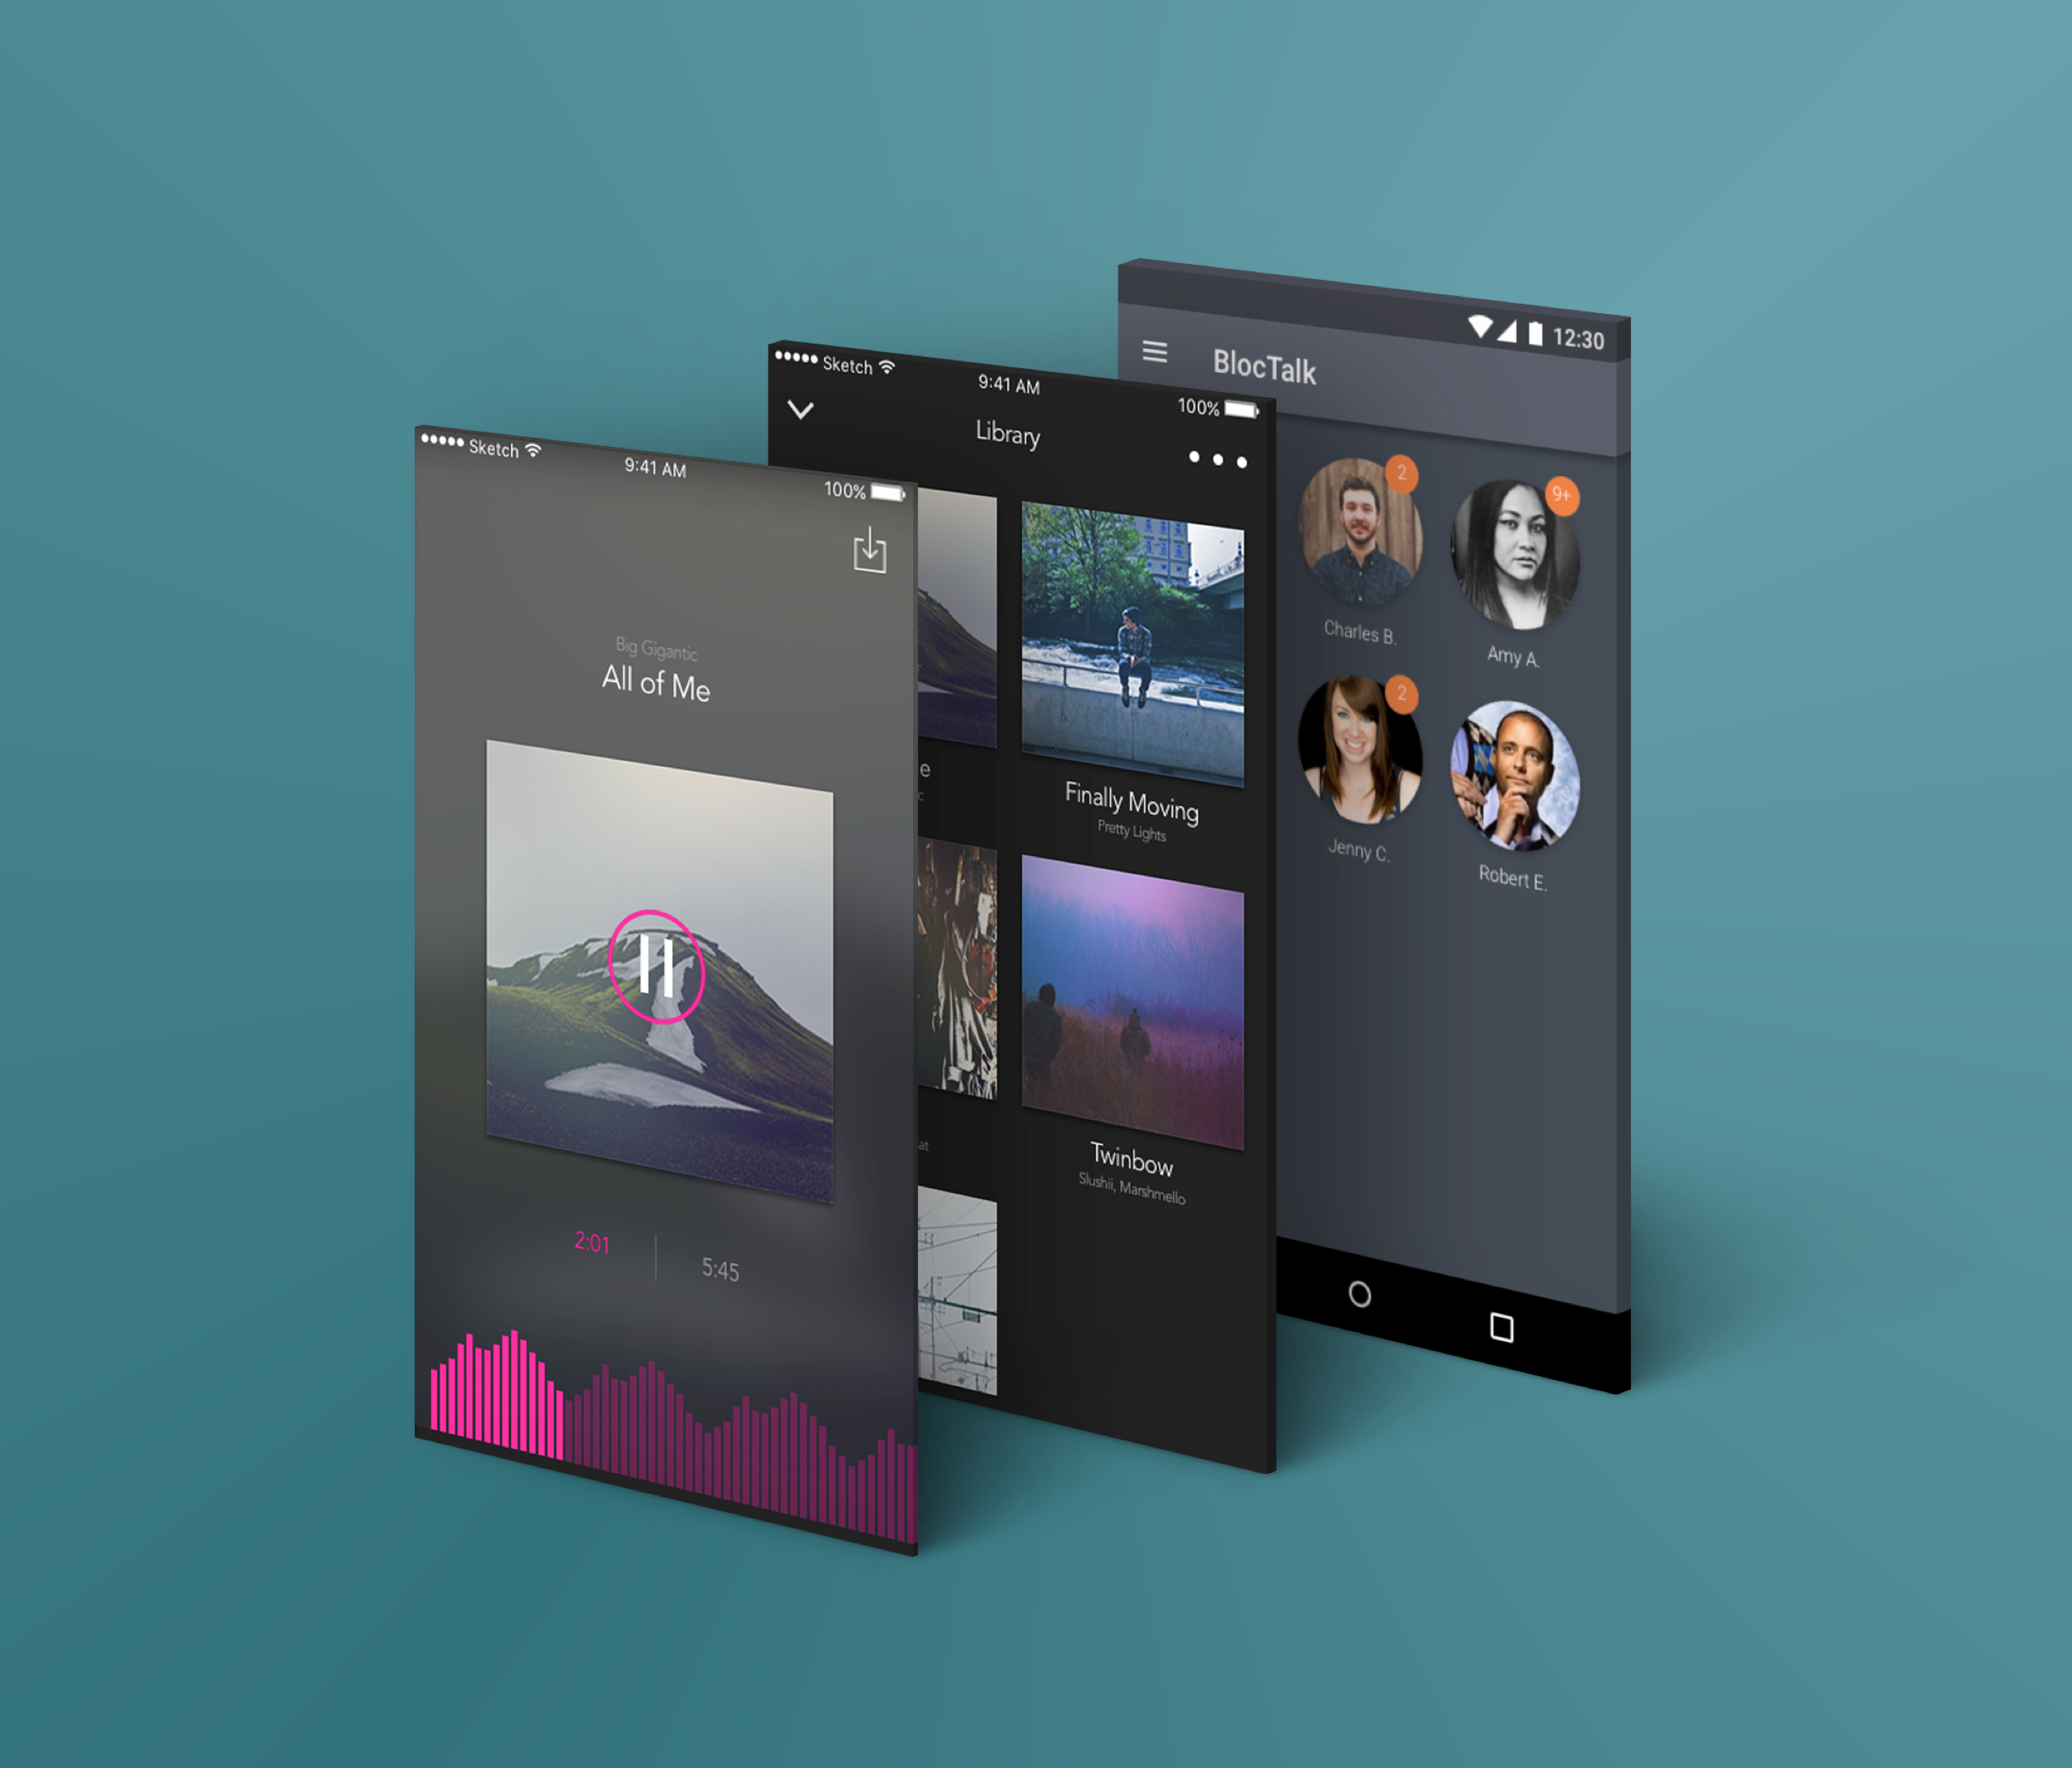 Sketch
9:41 AM
100%
Big Gigantic
All of Me
2:01
5:45
Sketch
9:41 AM
100%
Library
e
c
Finally Moving
Pretty Lights
at
Twinbow
Slushii, Marshmello
12:30
BlocTalk
2
9+
Charles B.
Amy A.
2
Jenny C.
Robert E.